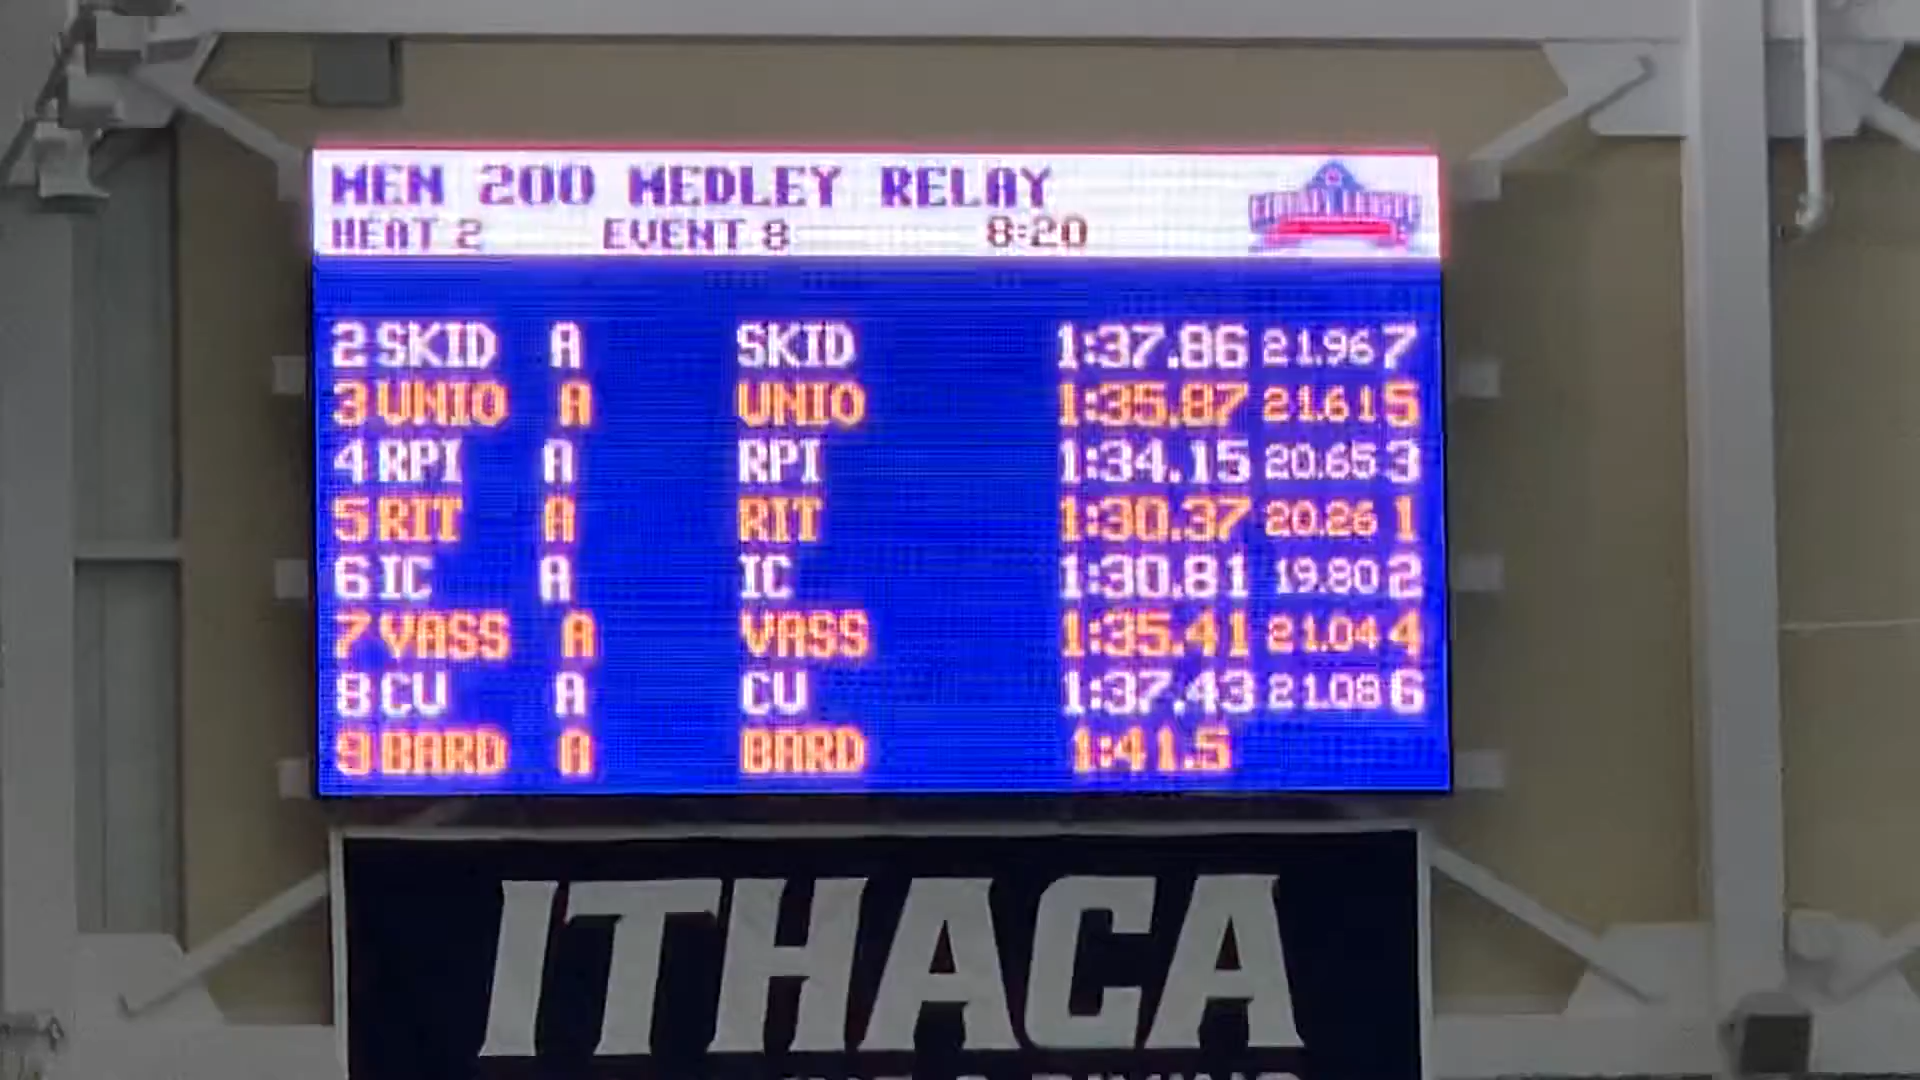 MEN 200 MEDLEY RELAY
HEAT 2 EVENT 8 8:20
2 SKID A SKID 1:37.86 21.96 7
3 UNIO A UNIO 1:35.87 21.61 5
4 RPI A RPI 1:34.15 20.65 3
5 RIT A RIT 1:30.37 20.26 1
6 IC A IC 1:30.81 19.80 2
7 VASS A VASS 1:35.41 21.04 4
8 CU A CU 1:37.43 21.08 6
9 BARD A BARD 1:41.5
ITHACA